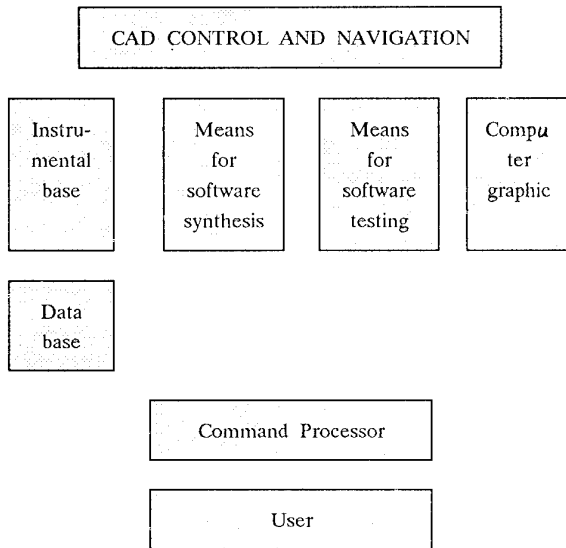 CAD CONTROL AND NAVIGATION
Instru-
mental
base
Means
for
software
synthesis
Means
for
software
testing
Compu
ter
graphic
Data
base
Command Processor
User